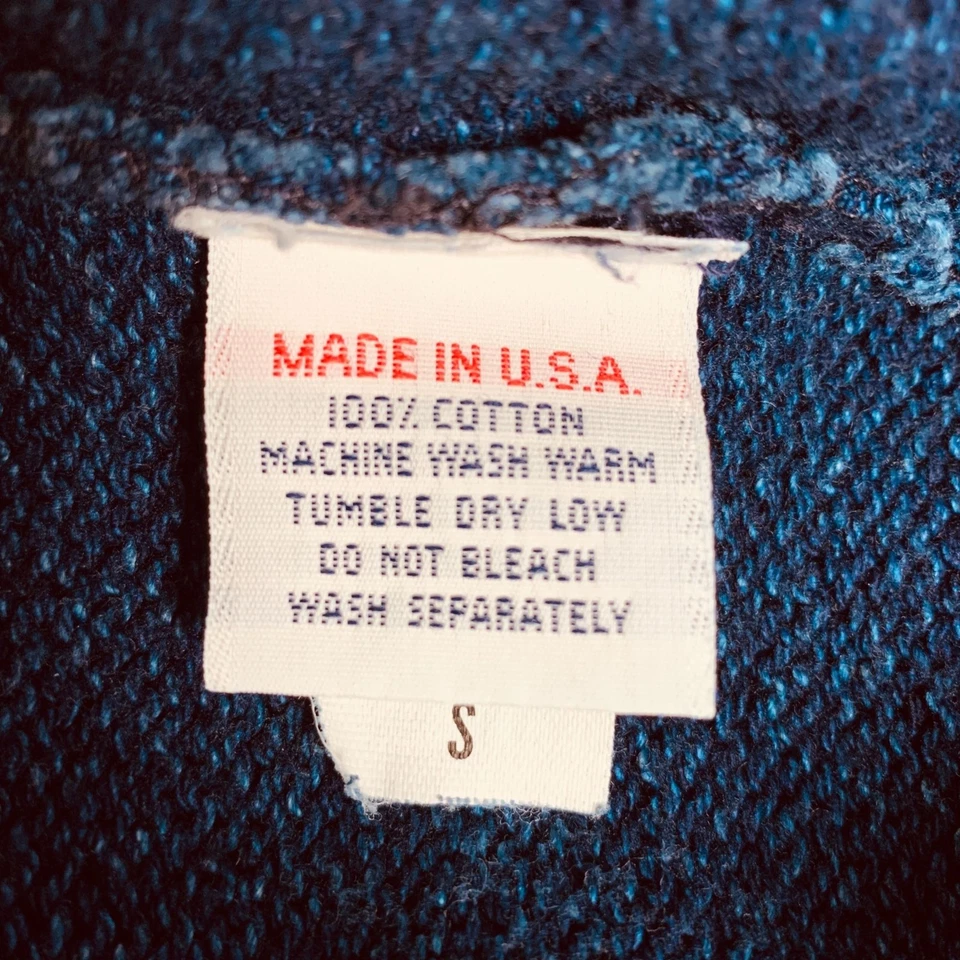 MADE IN U.S.A.
100% COTTON
MACHINE WASH WARM
TUMBLE DRY LOW
DO NOT BLEACH
WASH SEPARATELY
S